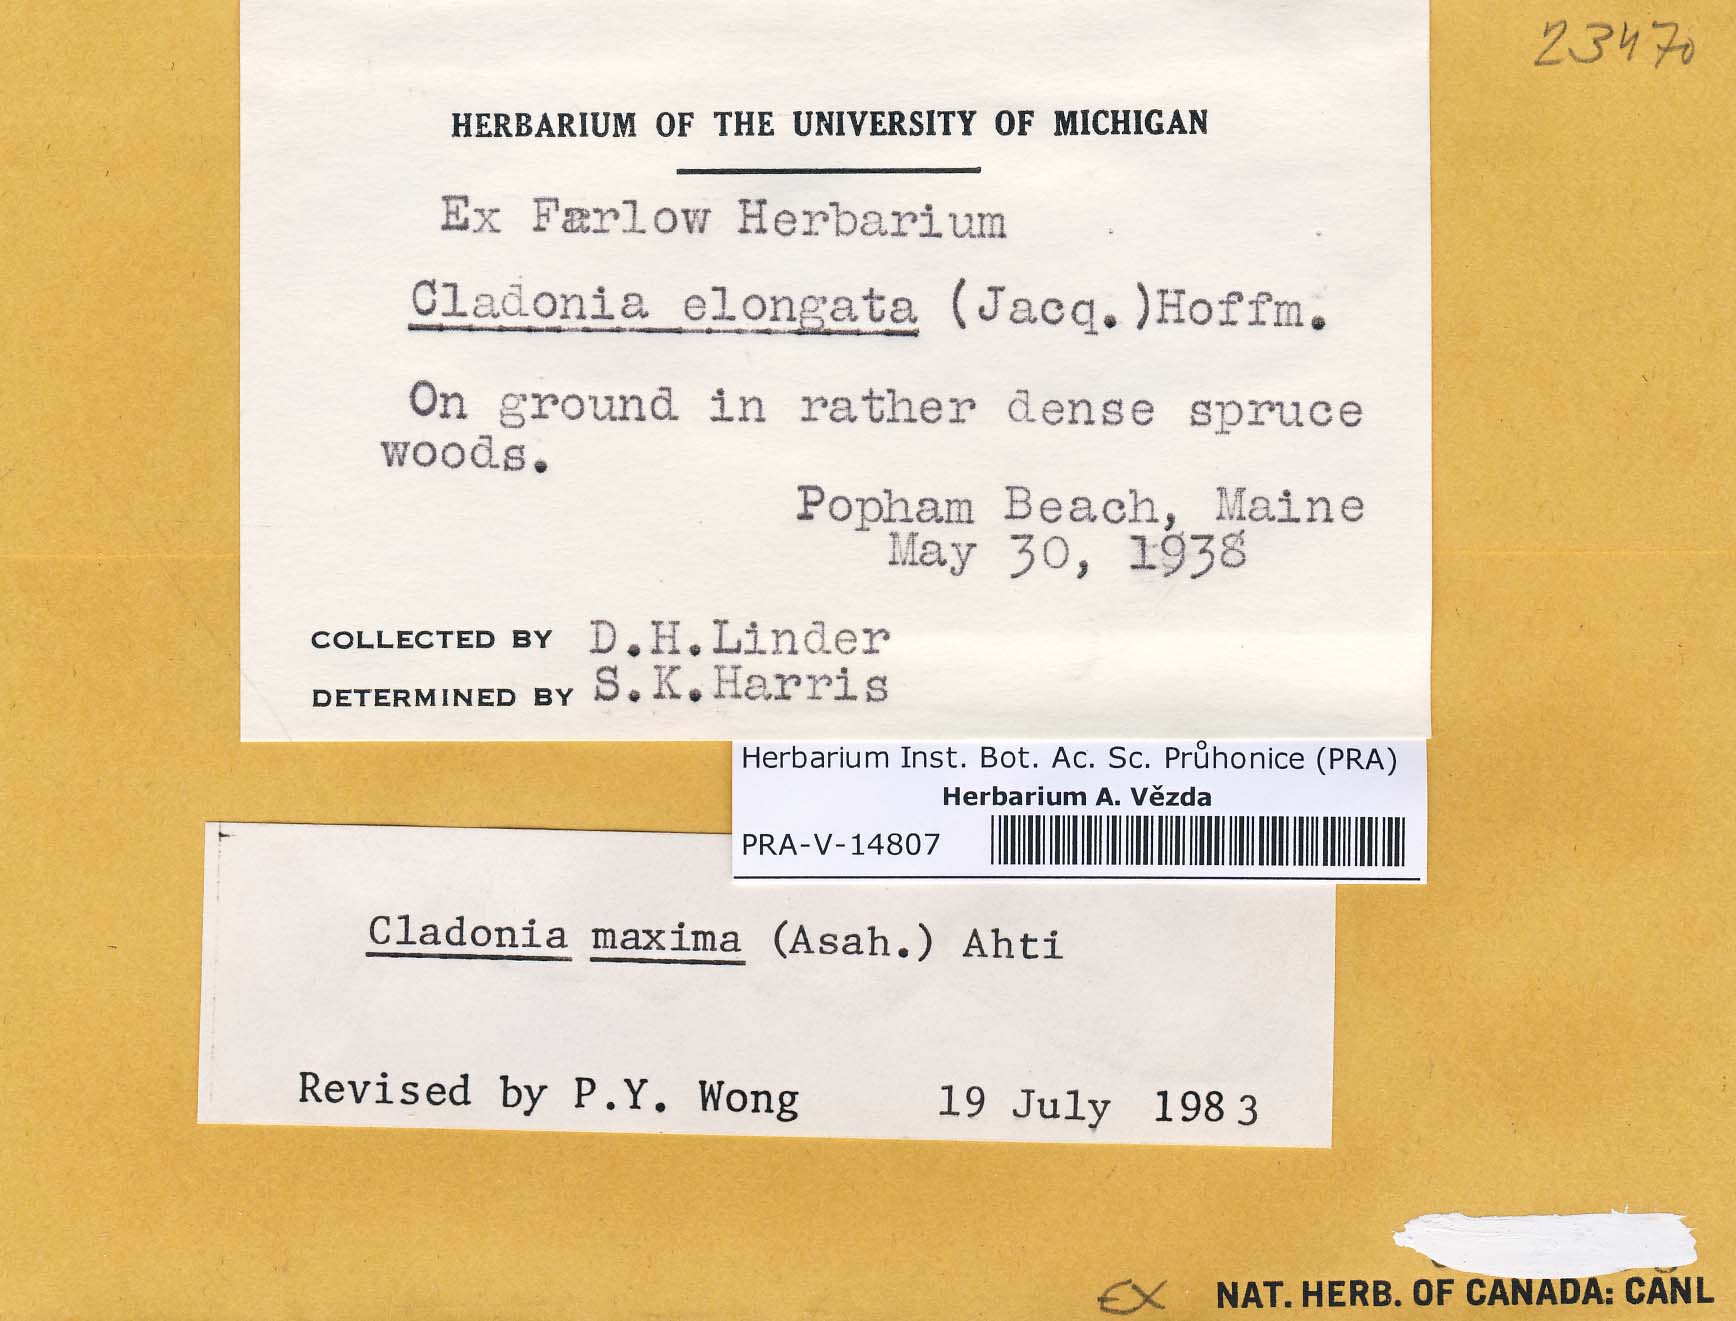 23470
HERBARIUM OF THE UNIVERSITY OF MICHIGAN
Ex Farlow Herbarium
Cladonia elongata (Jacq.)Hoffm.
On ground in rather dense spruce
woods.
Popham Beach, Maine
May 30, 1938
COLLECTED BY D.H.Linder
DETERMINED BY S.K.Harris
Herbarium Inst. Bot. Ac. Sc. Průhonice (PRA)
Herbarium A. Vězda
PRA-V-14807
Cladonia maxima (Asah.) Ahti
Revised by P.Y. Wong 19 July 1983
EX NAT. HERB. OF CANADA: CANL